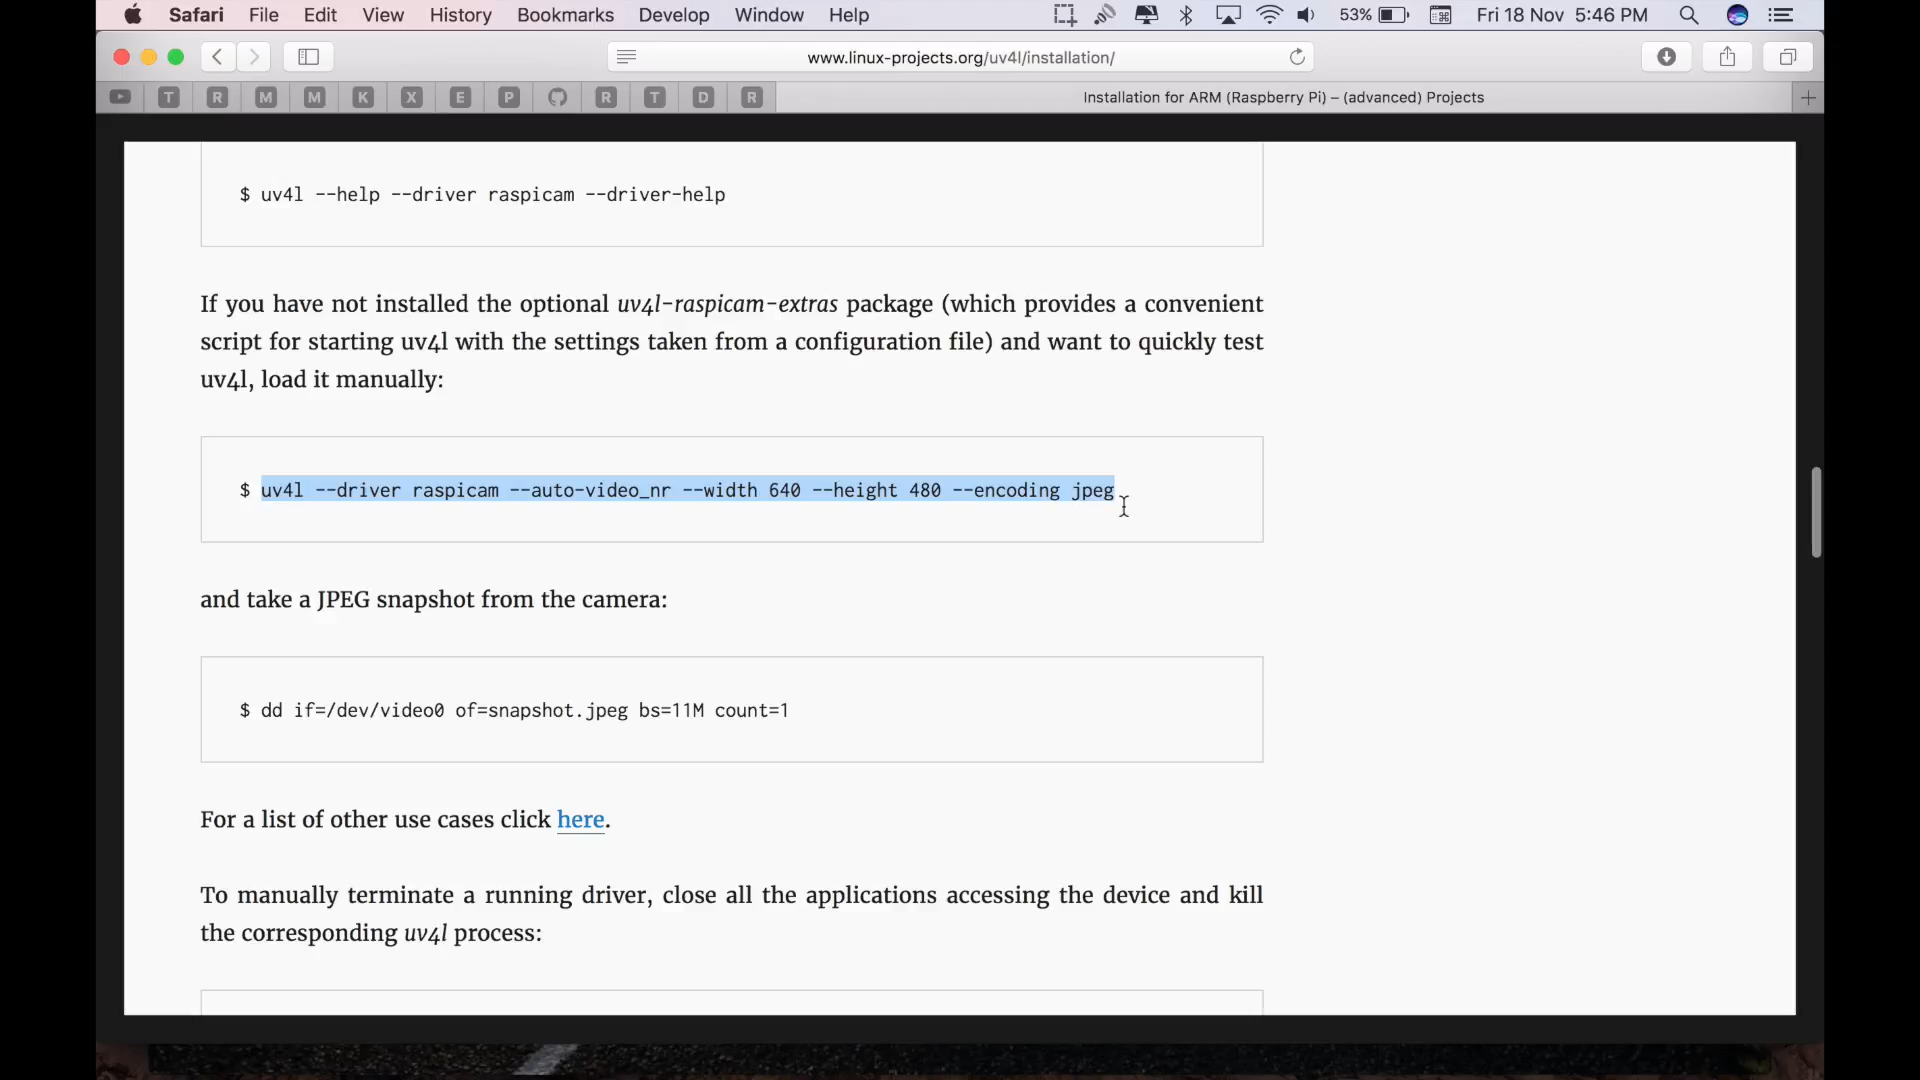 Safari File Edit View History Bookmarks Develop Window Help 53% Fri 18 Nov 5:46 PM
www.linux-projects.org/uv4l/installation/
T R M M K X E P R T D R Installation for ARM (Raspberry Pi) – (advanced) Projects
$ uv4l --help --driver raspicam --driver-help
If you have not installed the optional uv4l-raspicam-extras package (which provides a convenient
script for starting uv4l with the settings taken from a configuration file) and want to quickly test
uv4l, load it manually:
$ uv4l --driver raspicam --auto-video_nr --width 640 --height 480 --encoding jpeg
and take a JPEG snapshot from the camera:
$ dd if=/dev/video0 of=snapshot.jpeg bs=11M count=1
For a list of other use cases click here.
To manually terminate a running driver, close all the applications accessing the device and kill
the corresponding uv4l process: